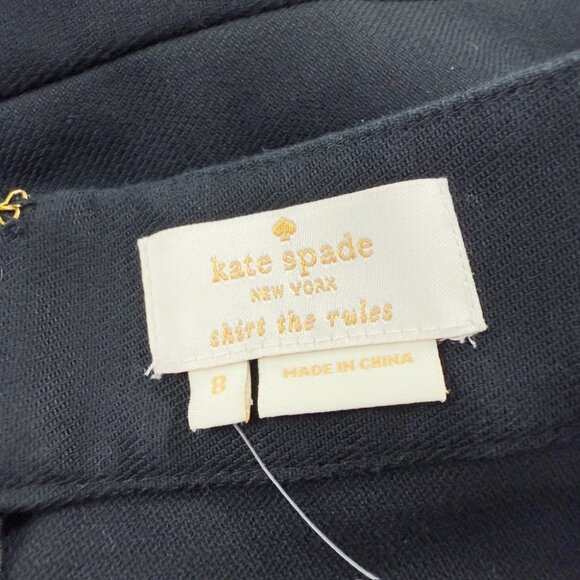 kate spade
NEW YORK
skirt the rules
8
MADE IN CHINA